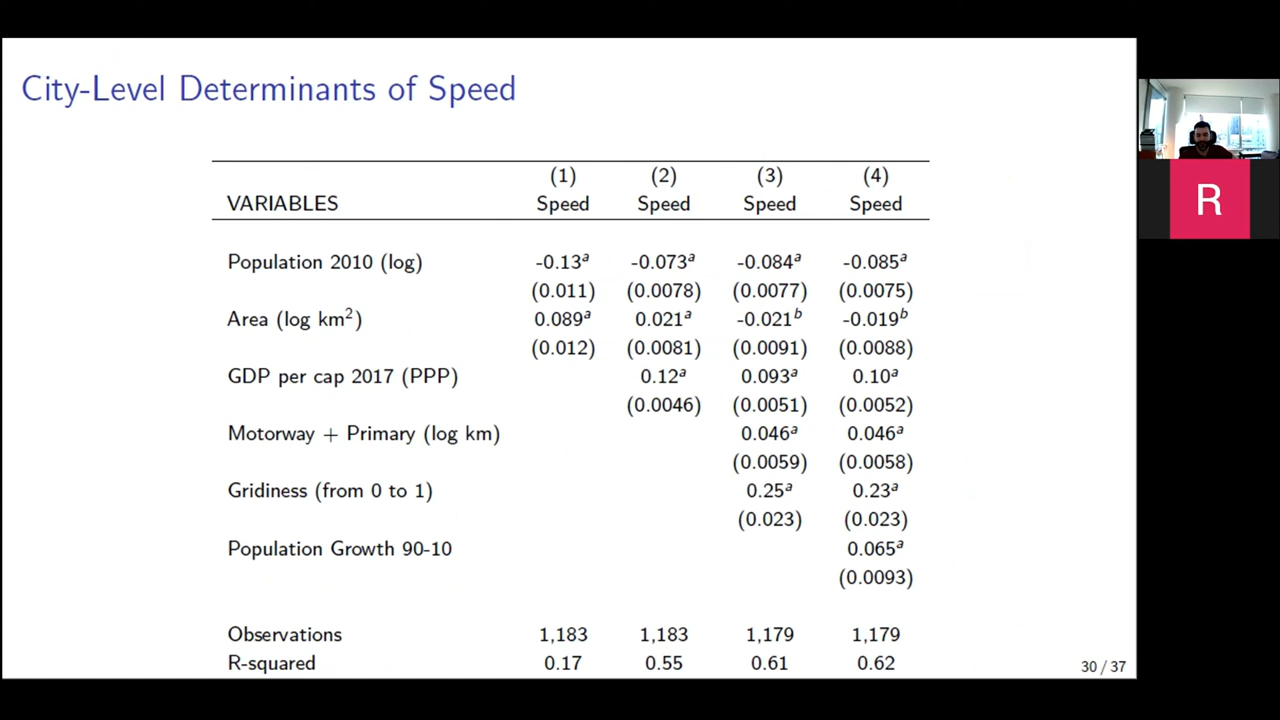 City-Level Determinants of Speed
(1) (2) (3) (4)
VARIABLES Speed Speed Speed Speed
Population 2010 (log) -0.13ᵃ -0.073ᵃ -0.084ᵃ -0.085ᵃ
(0.011) (0.0078) (0.0077) (0.0075)
Area (log km²) 0.089ᵃ 0.021ᵃ -0.021ᵇ -0.019ᵇ
(0.012) (0.0081) (0.0091) (0.0088)
GDP per cap 2017 (PPP) 0.12ᵃ 0.093ᵃ 0.10ᵃ
(0.0046) (0.0051) (0.0052)
Motorway + Primary (log km) 0.046ᵃ 0.046ᵃ
(0.0059) (0.0058)
Gridiness (from 0 to 1) 0.25ᵃ 0.23ᵃ
(0.023) (0.023)
Population Growth 90-10 0.065ᵃ
(0.0093)
Observations 1,183 1,183 1,179 1,179
R-squared 0.17 0.55 0.61 0.62
30 / 37
R